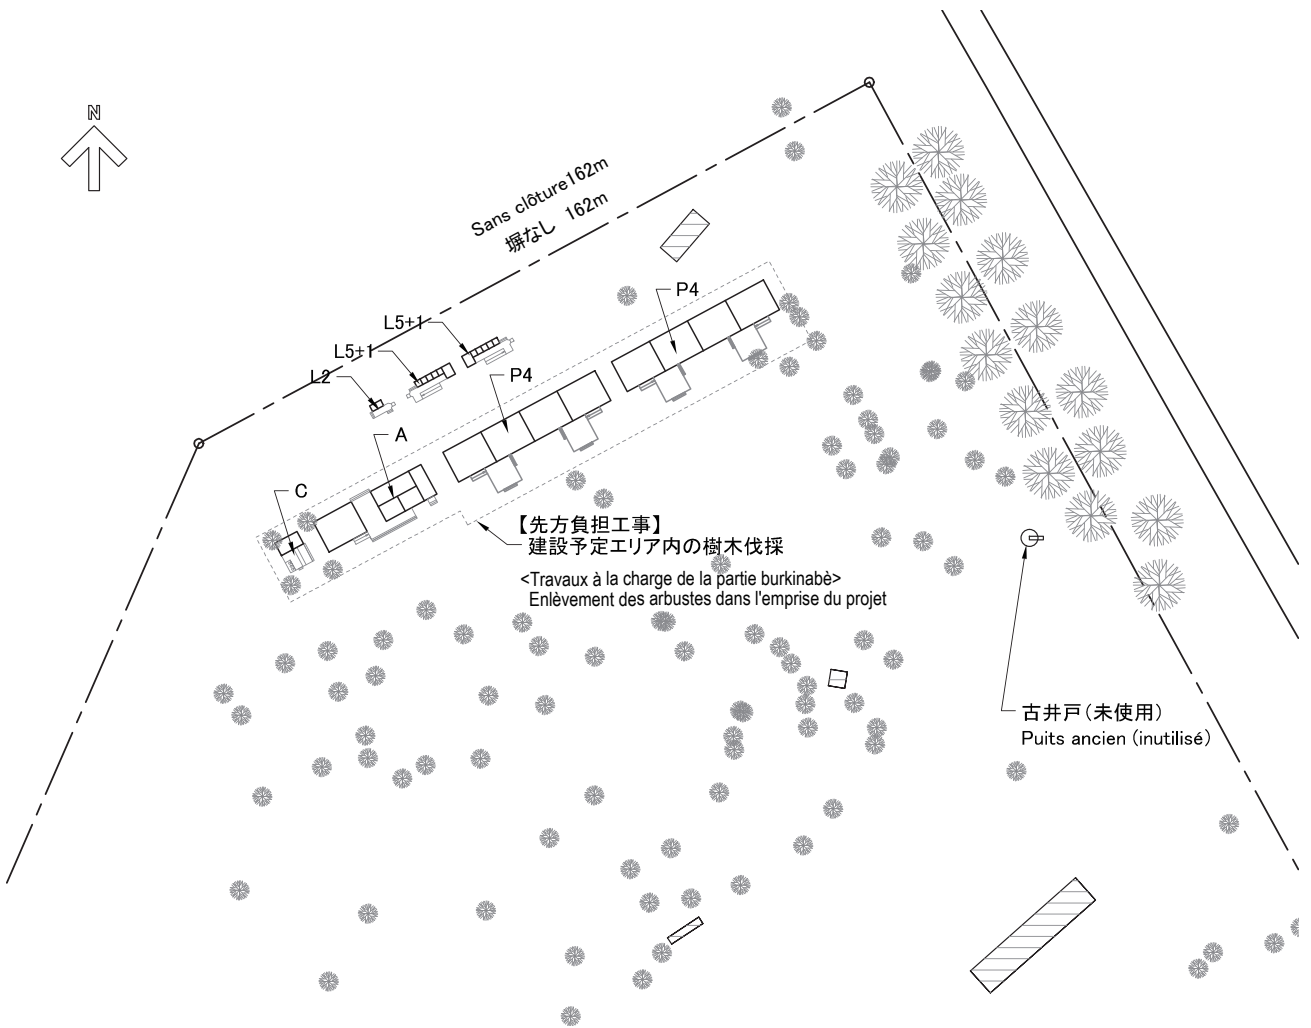 N
Sans clôture162m
塀なし 162m
P4
L5+1
L5+1
L2
P4
A
C
【先方負担工事】
建設予定エリア内の樹木伐採
<Travaux à la charge de la partie burkinabè>
Enlèvement des arbustes dans l'emprise du projet
古井戸(未使用)
Puits ancien (inutilisé)